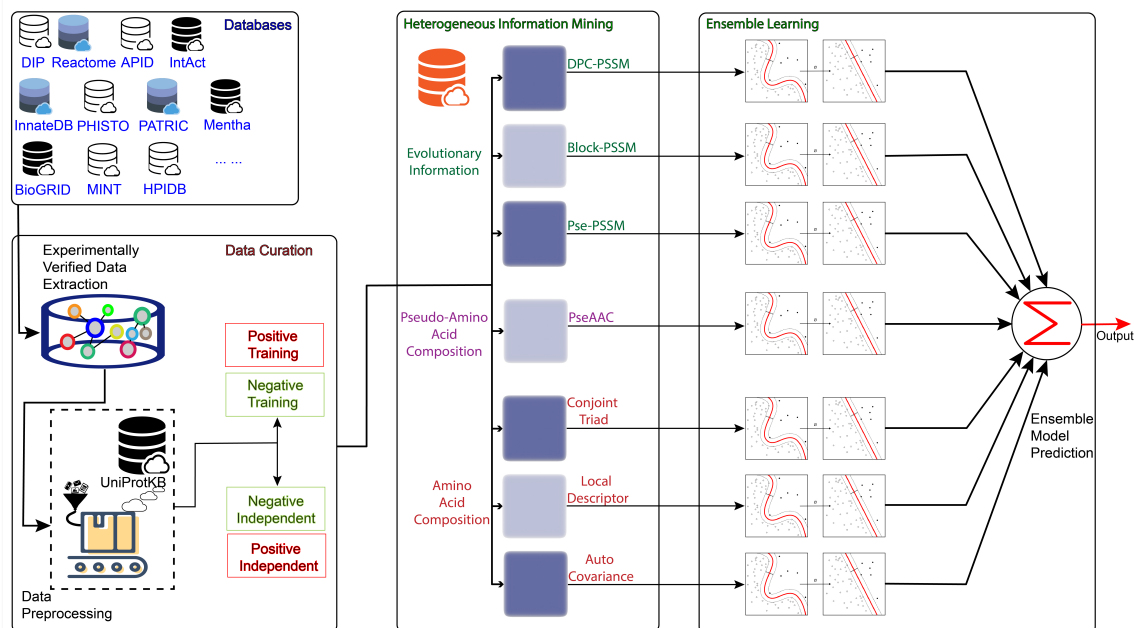 Databases
DIP
Reactome
APID
IntAct
InnateDB
PHISTO
PATRIC
Mentha
BioGRID
MINT
HPIDB
... ...
Experimentally
Verified Data
Extraction
Data Curation
Positive
Training
Negative
Training
Negative
Independent
Positive
Independent
UniProtKB
Data
Preprocessing
Heterogeneous Information Mining
DPC-PSSM
Evolutionary
Information
Block-PSSM
Pse-PSSM
Pseudo-Amino
Acid
Composition
PseAAC
Conjoint
Triad
Amino
Acid
Composition
Local
Descriptor
Auto
Covariance
Ensemble Learning
Σ
Output
Ensemble
Model
Prediction